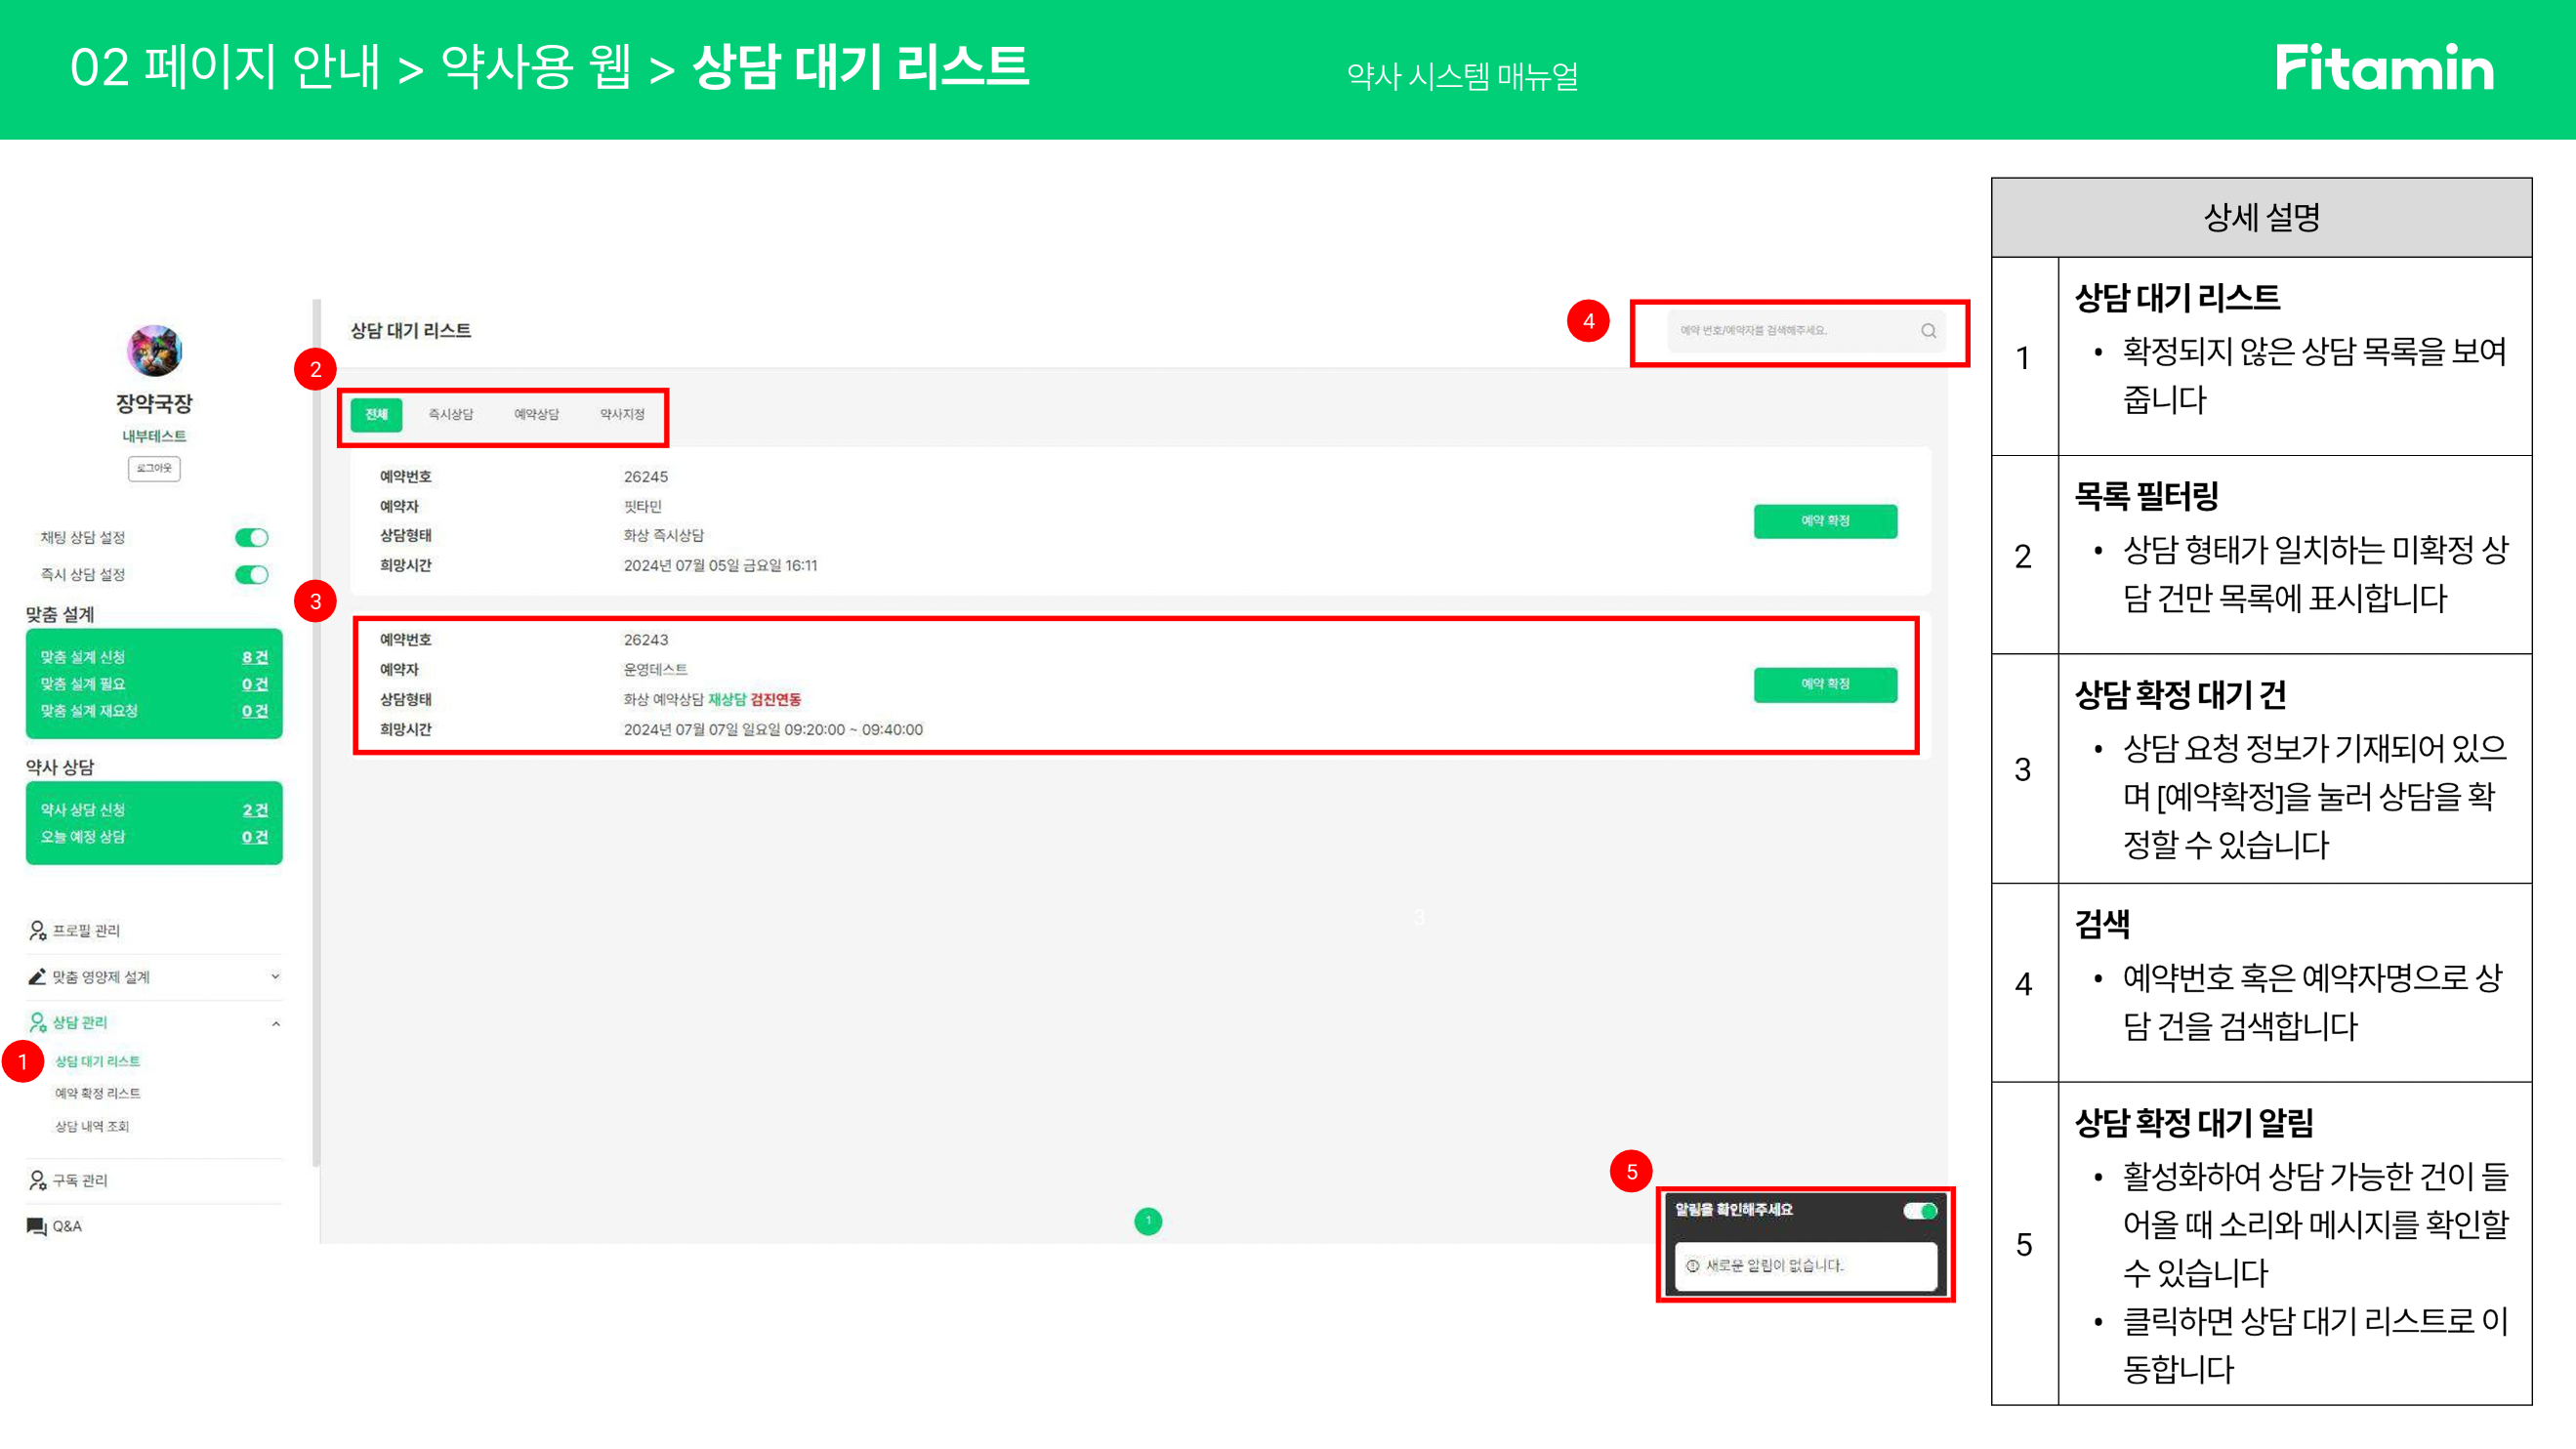 02 페이지 안내 > 약사용 웹 > 상담 대기 리스트
약사 시스템 매뉴얼
Fitamin
장약국장
내부테스트
로그아웃
채팅 상담 설정
즉시 상담 설정
맞춤 설계
맞춤 설계 신청 8 건
맞춤 설계 필요 0 건
맞춤 설계 재요청 0 건
약사 상담
약사 상담 신청 2 건
오늘 예정 상담 0 건
프로필 관리
맞춤 영양제 설계
상담 관리
1
상담 대기 리스트
예약 확정 리스트
상담 내역 조회
구독 관리
Q&A
상담 대기 리스트
4
예약 번호/예약자를 검색해주세요.
2
전체 즉시상담 예약상담 약사지정
예약번호 26245
예약자 핏타민
상담형태 화상 즉시상담
희망시간 2024년 07월 05일 금요일 16:11
예약 확정
3
예약번호 26243
예약자 운영테스트
상담형태 화상 예약상담 재상담 검진연동
희망시간 2024년 07월 07일 일요일 09:20:00 ~ 09:40:00
예약 확정
3
1
5
알림을 확인해주세요
새로운 알림이 없습니다.
상세 설명
1
상담 대기 리스트
• 확정되지 않은 상담 목록을 보여
줍니다
2
목록 필터링
• 상담 형태가 일치하는 미확정 상
담 건만 목록에 표시합니다
3
상담 확정 대기 건
• 상담 요청 정보가 기재되어 있으
며 [예약확정]을 눌러 상담을 확
정할 수 있습니다
4
검색
• 예약번호 혹은 예약자명으로 상
담 건을 검색합니다
5
상담 확정 대기 알림
• 활성화하여 상담 가능한 건이 들
어올 때 소리와 메시지를 확인할
수 있습니다
• 클릭하면 상담 대기 리스트로 이
동합니다